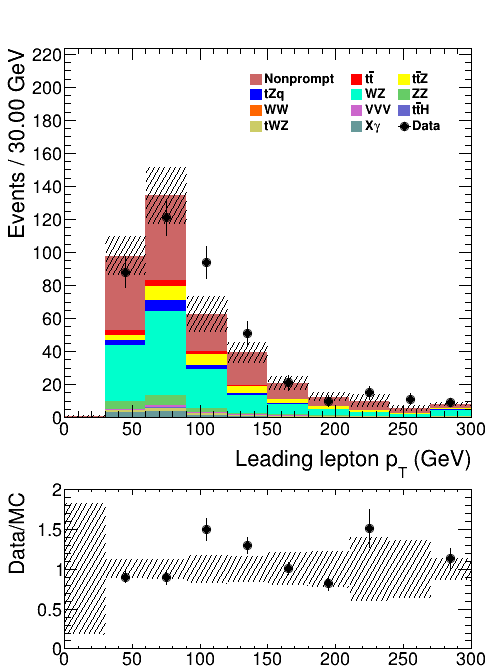 Events / 30.00 GeV
220
200
180
160
140
120
100
80
60
40
20
0
Nonprompt tt̄ tt̄Z
tZq WZ ZZ
WW VVV tt̄H
tWZ Xγ Data
0 50 100 150 200 250 300
Leading lepton p_T (GeV)
Data/MC
2
1.5
1
0.5
0
0 50 100 150 200 250 300